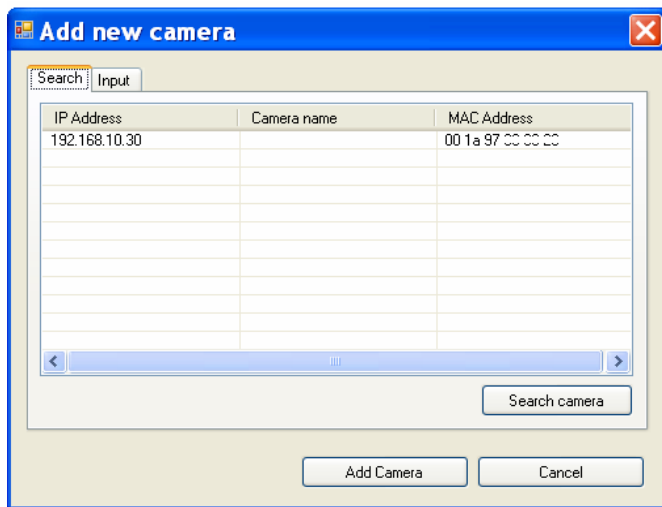 Add new camera
Search Input
IP Address Camera name MAC Address
192.168.10.30 00 1a 97
Search camera
Add Camera Cancel